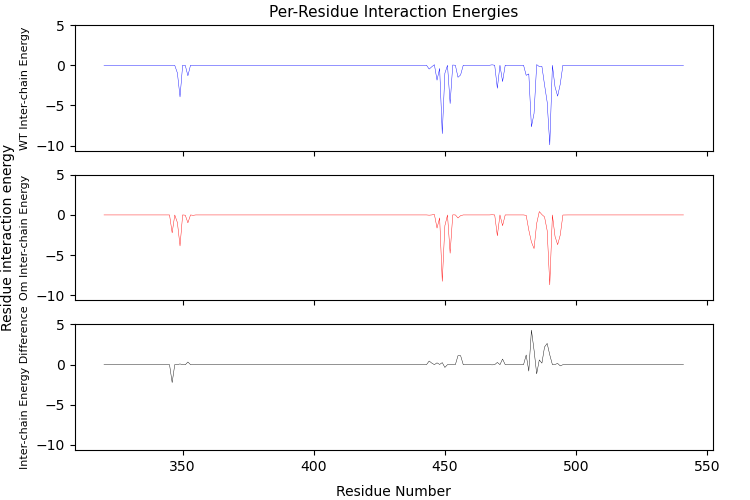 Per-Residue Interaction Energies
Residue interaction energy
WT Inter-chain Energy
5
0
−5
−10
Om Inter-chain Energy
5
0
−5
−10
Inter-chain Energy Difference
5
0
−5
−10
350 400 450 500 550
Residue Number